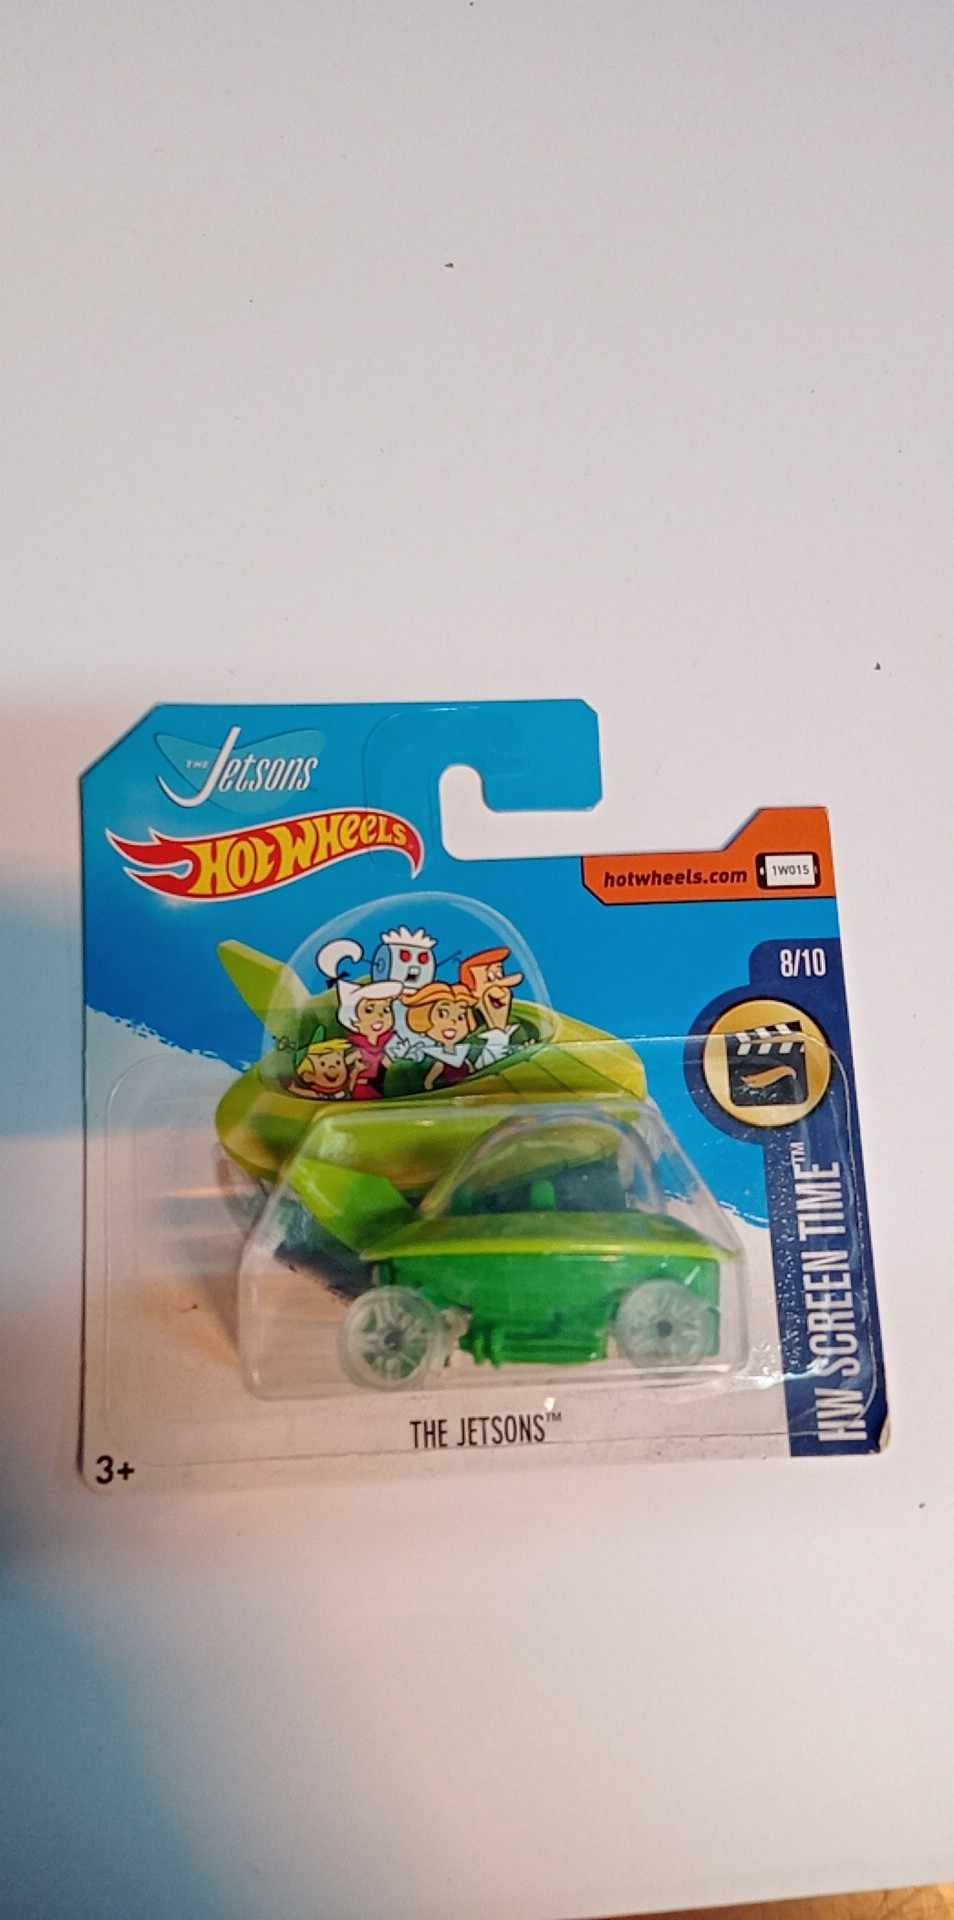 THE Jetsons
HOT WHEELS
hotwheels.com
1W015
8/10
HW SCREEN TIME™
THE JETSONS™
3+